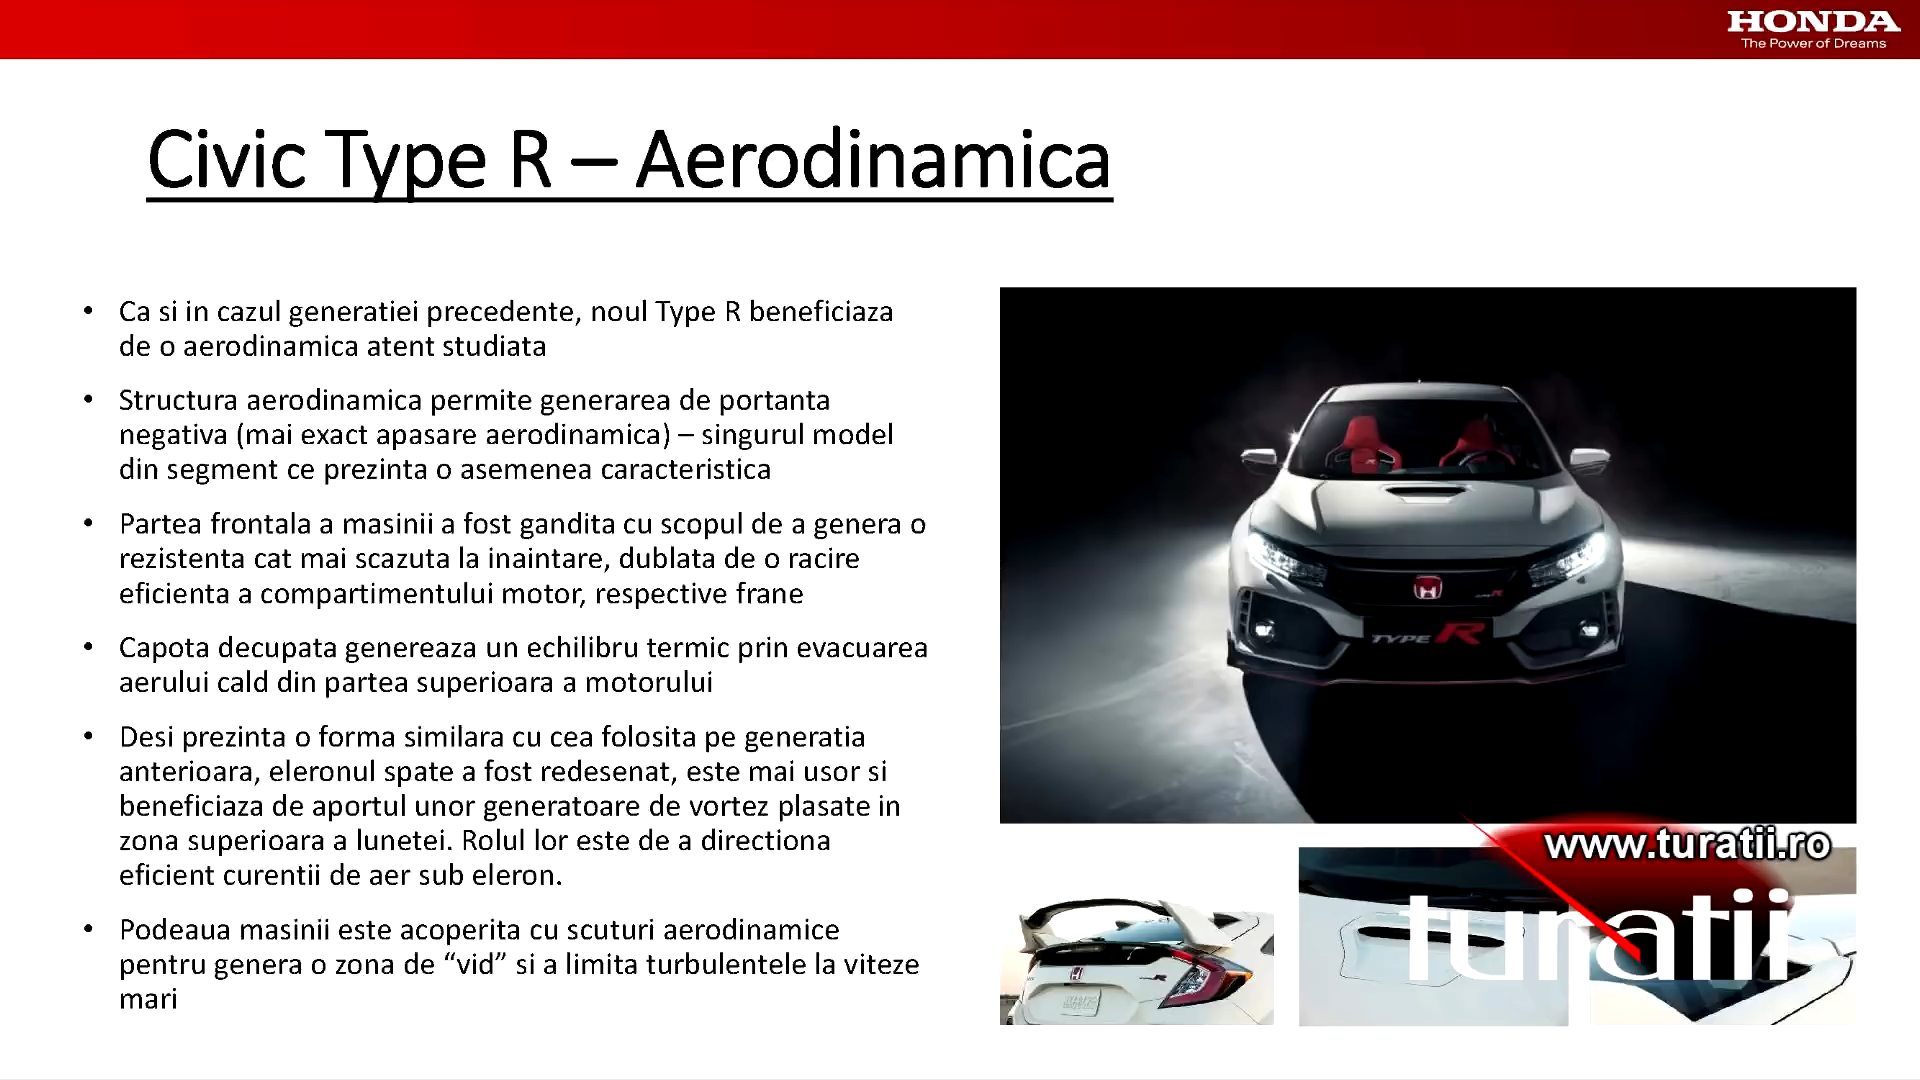 HONDA
The Power of Dreams
Civic Type R – Aerodinamica
• Ca si in cazul generatiei precedente, noul Type R beneficiaza
de o aerodinamica atent studiata
• Structura aerodinamica permite generarea de portanta
negativa (mai exact apasare aerodinamica) – singurul model
din segment ce prezinta o asemenea caracteristica
• Partea frontala a masinii a fost gandita cu scopul de a genera o
rezistenta cat mai scazuta la inaintare, dublata de o racire
eficienta a compartimentului motor, respective frane
• Capota decupata genereaza un echilibru termic prin evacuarea
aerului cald din partea superioara a motorului
• Desi prezinta o forma similara cu cea folosita pe generatia
anterioara, eleronul spate a fost redesenat, este mai usor si
beneficiaza de aportul unor generatoare de vortez plasate in
zona superioara a lunetei. Rolul lor este de a directiona
eficient curentii de aer sub eleron.
• Podeaua masinii este acoperita cu scuturi aerodinamice
pentru genera o zona de “vid” si a limita turbulentele la viteze
mari
TYPE R
www.turatii.ro
turatii